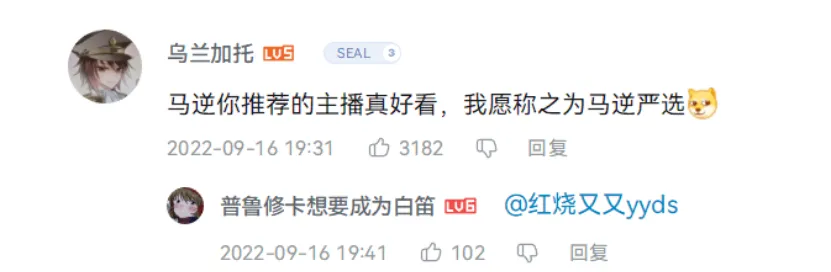 乌兰加托 LV5 SEAL 3
马逆你推荐的主播真好看，我愿称之为马逆严选
2022-09-16 19:31 3182 回复
普鲁修卡想要成为白笛 LV6 @红烧又又yyds
2022-09-16 19:41 102 回复